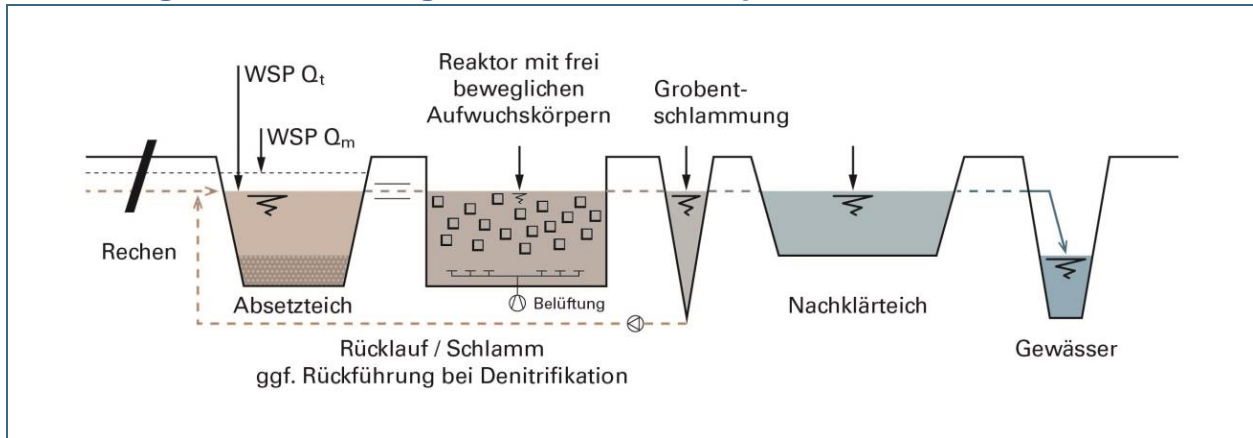 WSP Qt
WSP Qm
Reaktor mit frei
beweglichen
Aufwuchskörpern
Grobent-
schlammung
Rechen
Absetzteich
Belüftung
Nachklärteich
Gewässer
Rücklauf / Schlamm
ggf. Rückführung bei Denitrifikation